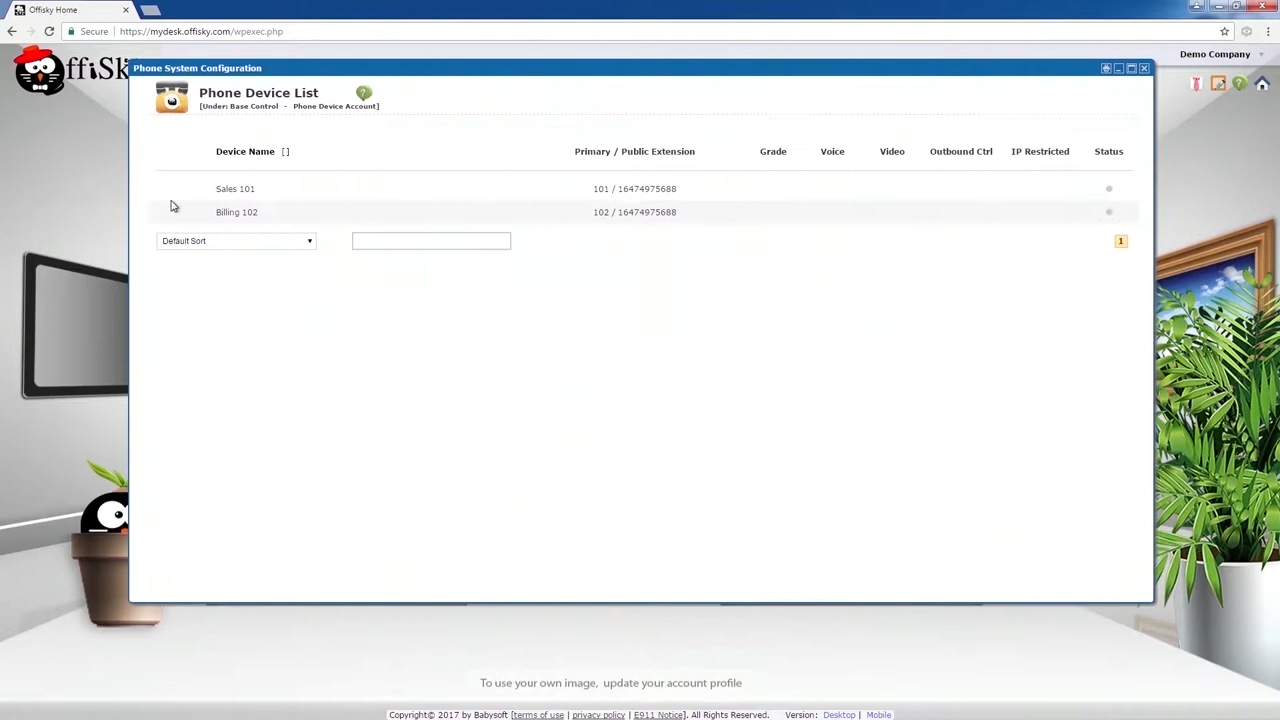 Offisky Home
Secure https://mydesk.offisky.com/wpexec.php
OffiSk
Demo Company
Phone System Configuration
Phone Device List
[Under: Base Control - Phone Device Account]
Device Name [ ] Primary / Public Extension Grade Voice Video Outbound Ctrl IP Restricted Status
Sales 101 101 / 16474975688
Billing 102 102 / 16474975688
Default Sort 1
To use your own image, update your account profile
Copyright© 2017 by Babysoft [terms of use | privacy policy | E911 Notice]. All Rights Reserved. Version: Desktop | Mobile